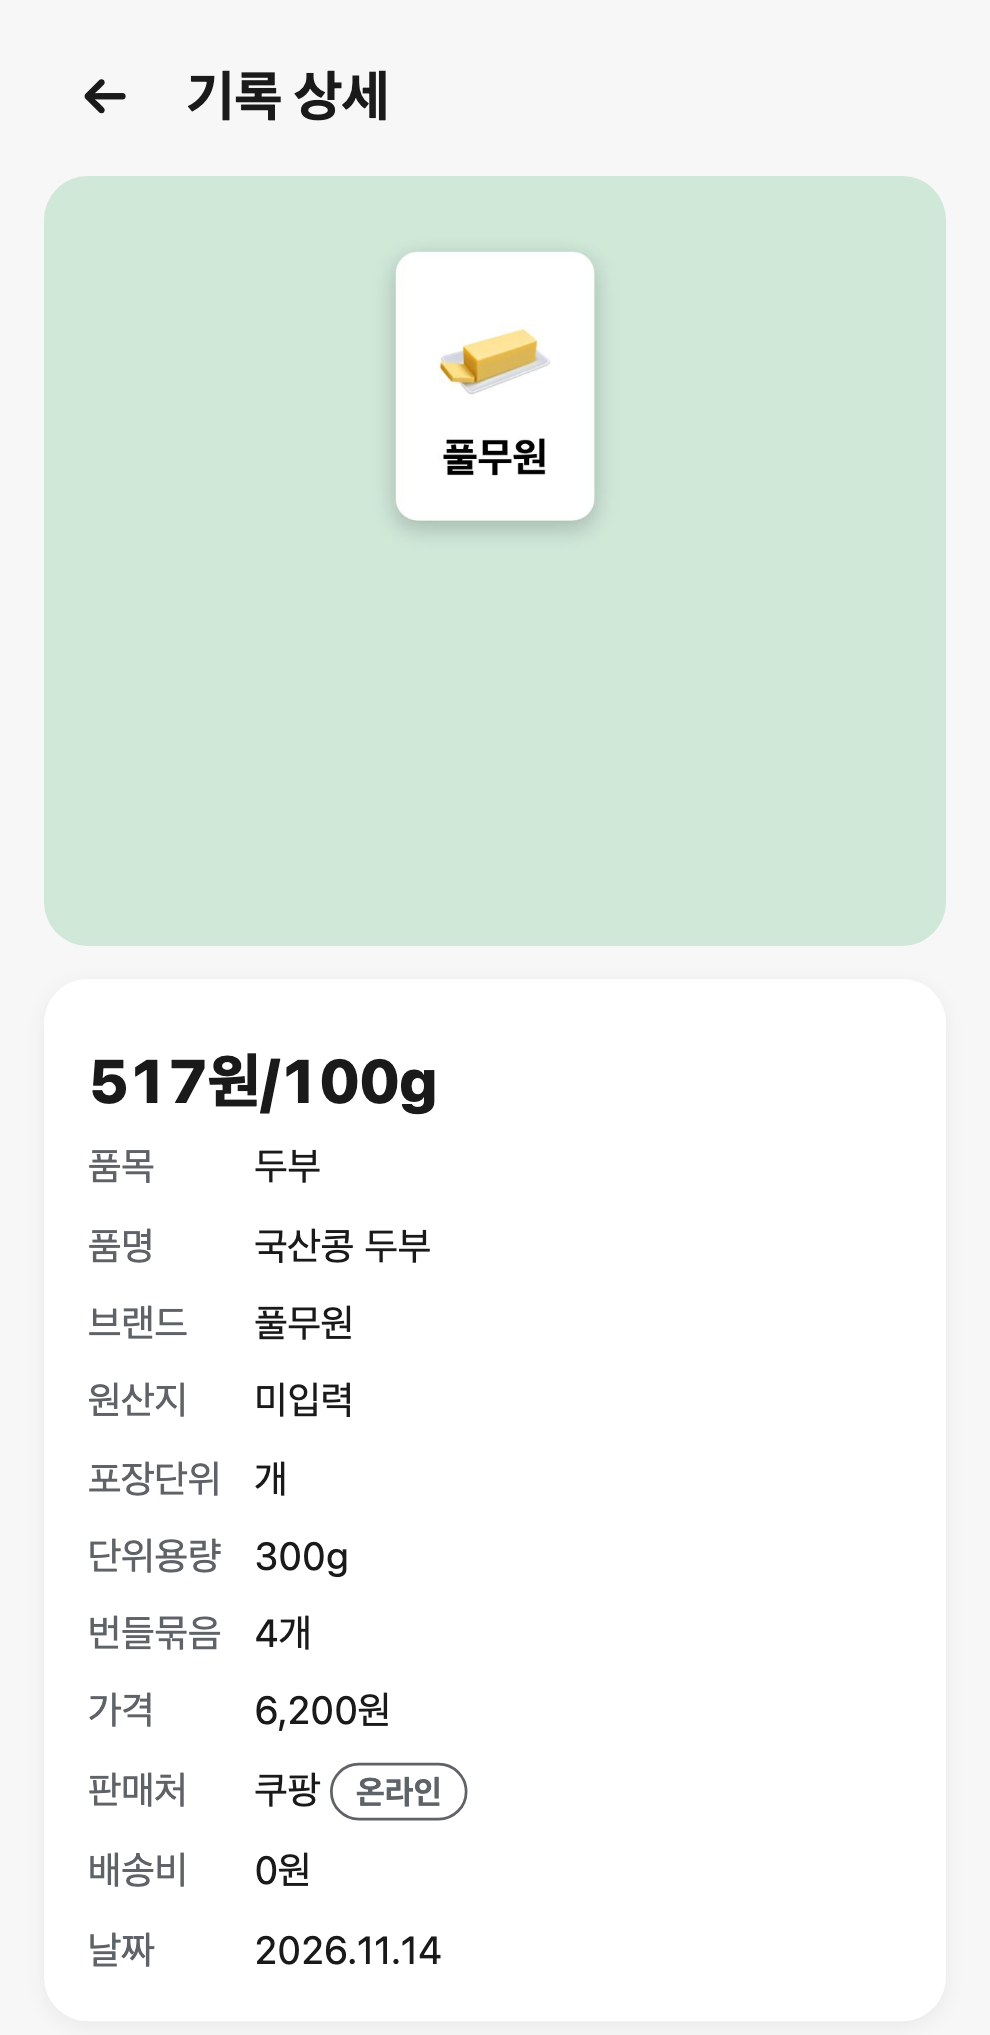 기록 상세
풀무원
517원/100g
품목 두부
품명 국산콩 두부
브랜드 풀무원
원산지 미입력
포장단위 개
단위용량 300g
번들묶음 4개
가격 6,200원
판매처 쿠팡 온라인
배송비 0원
날짜 2026.11.14